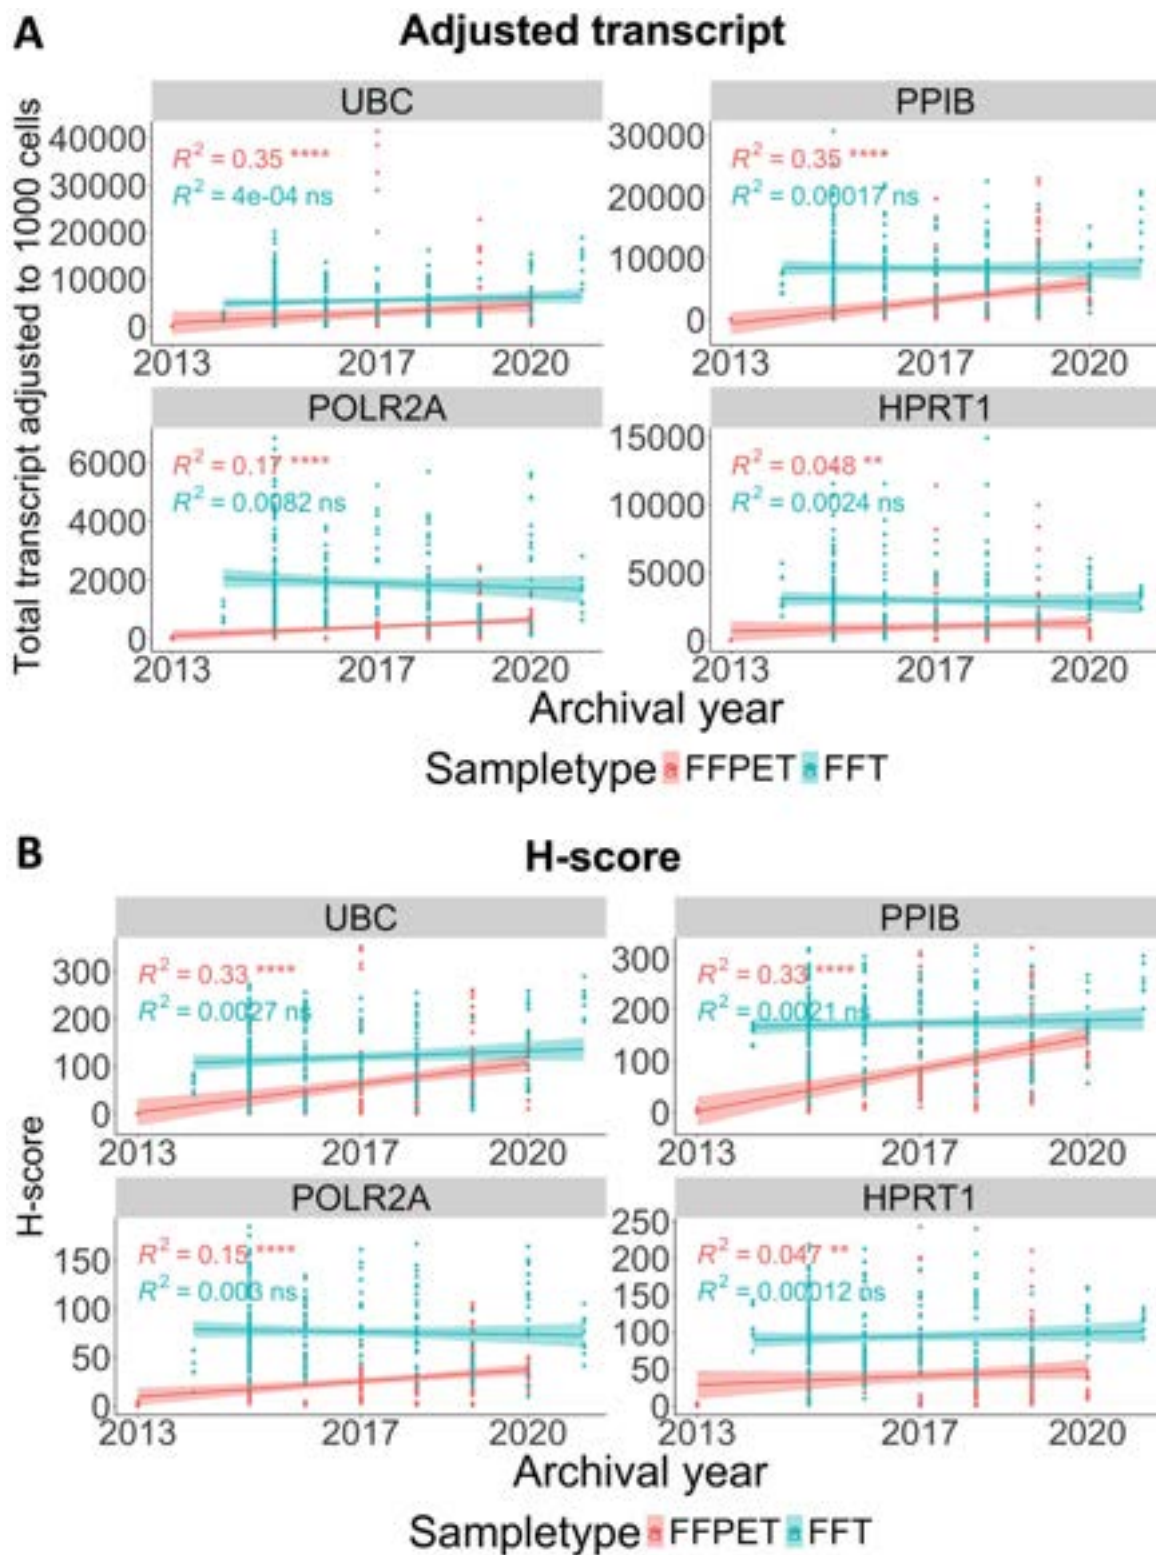 A
Adjusted transcript
Total transcript adjusted to 1000 cells
UBC
40000
30000
20000
10000
0
R² = 0.35 ****
R² = 4e-04 ns
2013 2017 2020
PPIB
30000
20000
10000
0
R² = 0.35 ****
R² = 0.00017 ns
2013 2017 2020
POLR2A
6000
4000
2000
0
R² = 0.17 ****
R² = 0.0082 ns
2013 2017 2020
HPRT1
15000
10000
5000
0
R² = 0.048 **
R² = 0.0024 ns
2013 2017 2020
Archival year
Sampletype FFPET FFT
B
H-score
H-score
UBC
300
200
100
0
R² = 0.33 ****
R² = 0.0027 ns
2013 2017 2020
PPIB
300
200
100
0
R² = 0.33 ****
R² = 0.0021 ns
2013 2017 2020
POLR2A
150
100
50
0
R² = 0.15 ****
R² = 0.003 ns
2013 2017 2020
HPRT1
250
200
150
100
50
0
R² = 0.047 **
R² = 0.00012 ns
2013 2017 2020
Archival year
Sampletype FFPET FFT